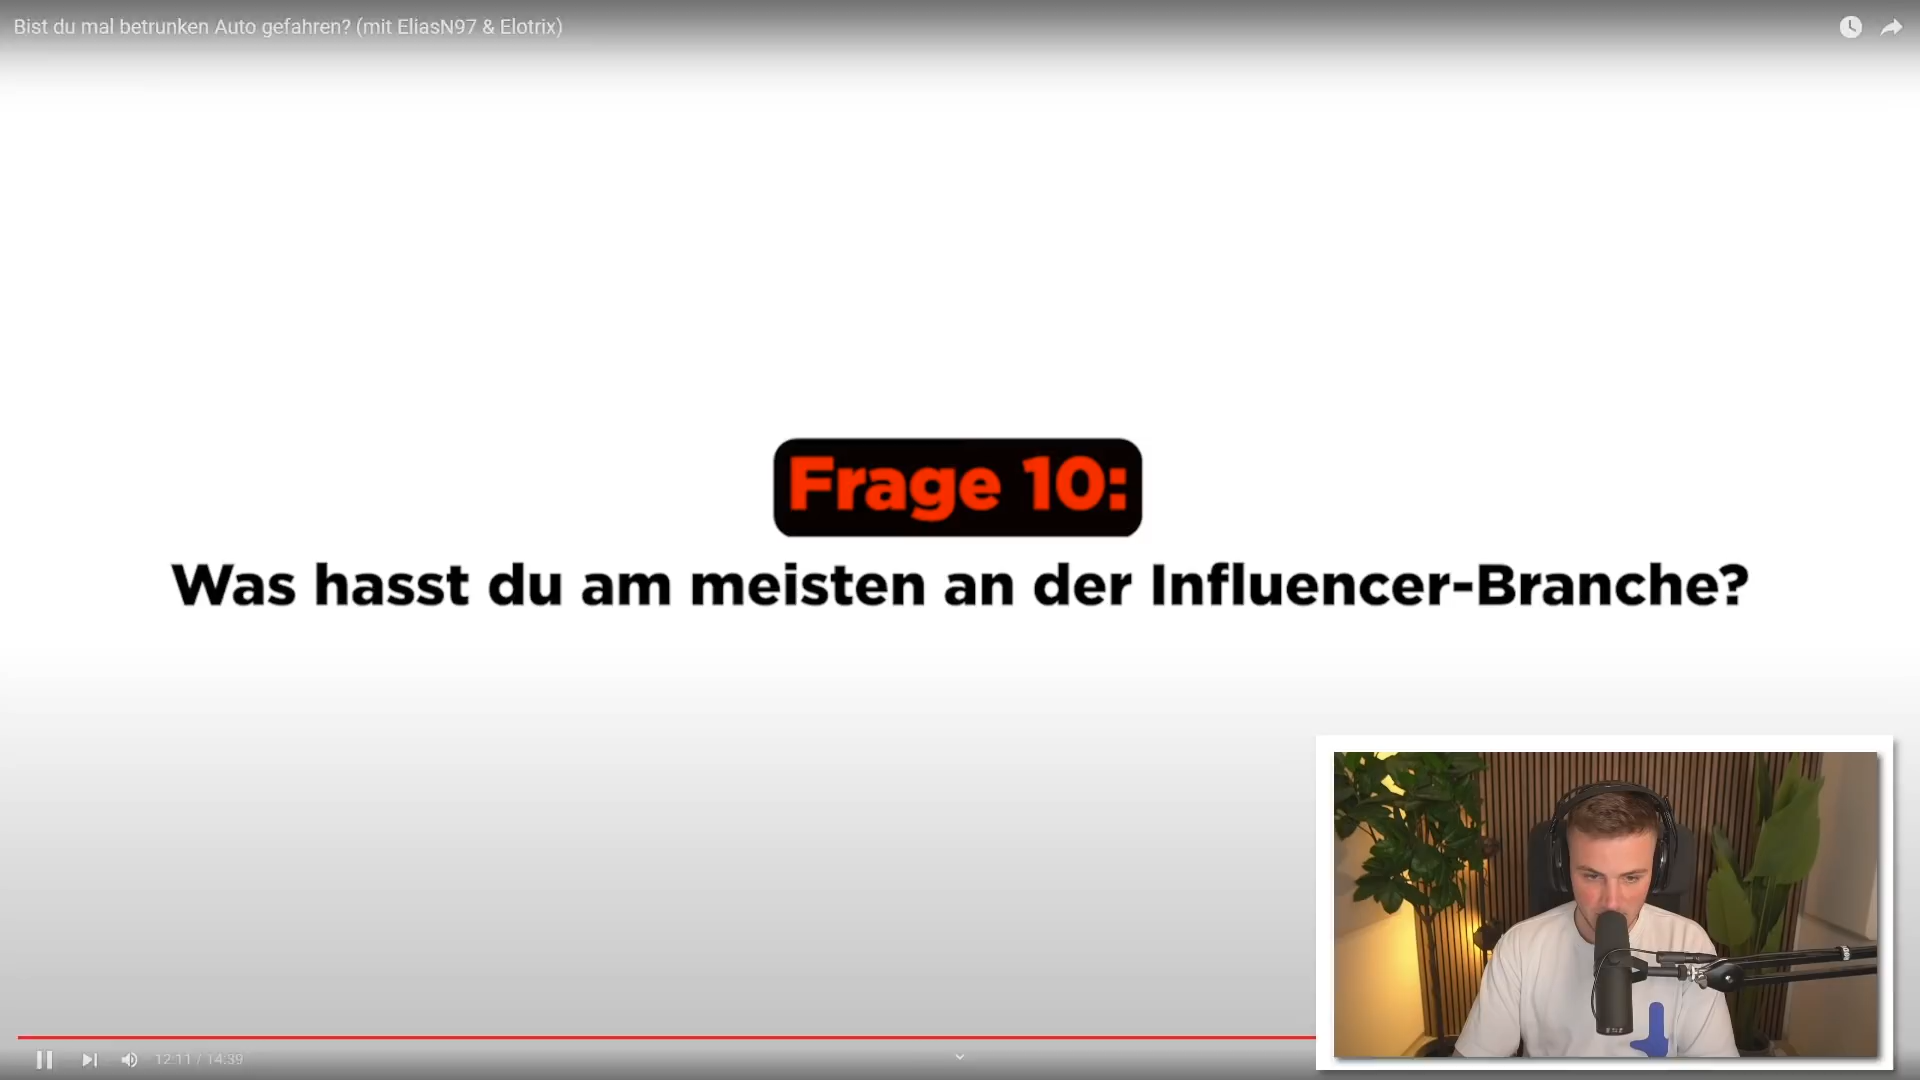 Bist du mal betrunken Auto gefahren? (mit EliasN97 & Elotrix)
Frage 10:
Was hasst du am meisten an der Influencer-Branche?
12:11 / 14:39